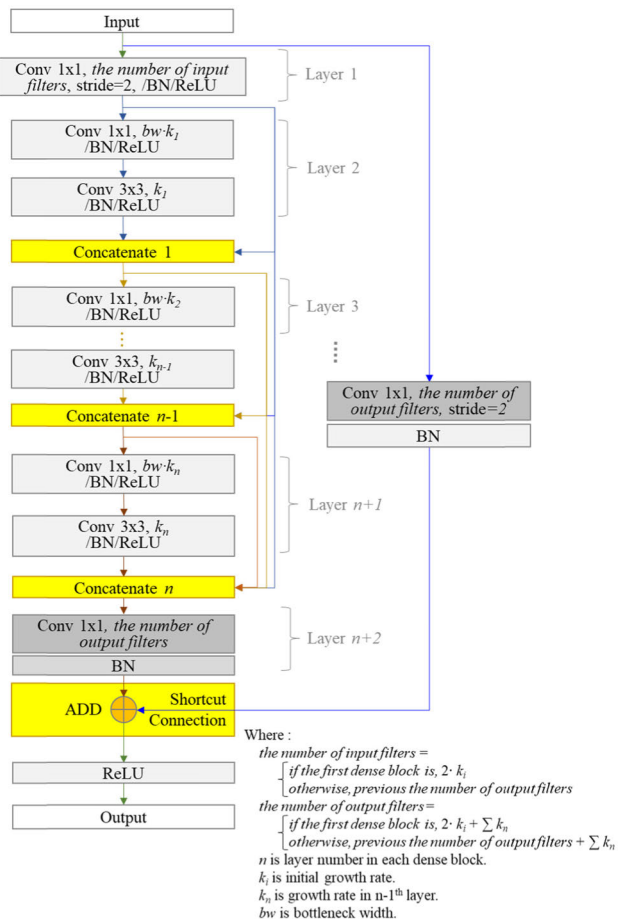 Input
Conv 1x1, the number of input
filters, stride=2, /BN/ReLU
Layer 1
Conv 1x1, bw·k₁
/BN/ReLU
Conv 3x3, k₁
/BN/ReLU
Layer 2
Concatenate 1
Conv 1x1, bw·k₂
/BN/ReLU
Layer 3
Conv 3x3, kₙ₋₁
/BN/ReLU
Concatenate n-1
Conv 1x1, the number of
output filters, stride=2
BN
Conv 1x1, bw·kₙ
/BN/ReLU
Conv 3x3, kₙ
/BN/ReLU
Layer n+1
Concatenate n
Conv 1x1, the number of
output filters
BN
Layer n+2
ADD
Shortcut
Connection
ReLU
Output
Where :
the number of input filters =
if the first dense block is, 2· kᵢ
otherwise, previous the number of output filters
the number of output filters =
if the first dense block is, 2· kᵢ + ∑ kₙ
otherwise, previous the number of output filters + ∑ kₙ
n is layer number in each dense block.
kᵢ is initial growth rate.
kₙ is growth rate in n-1ᵗʰ layer.
bw is bottleneck width.